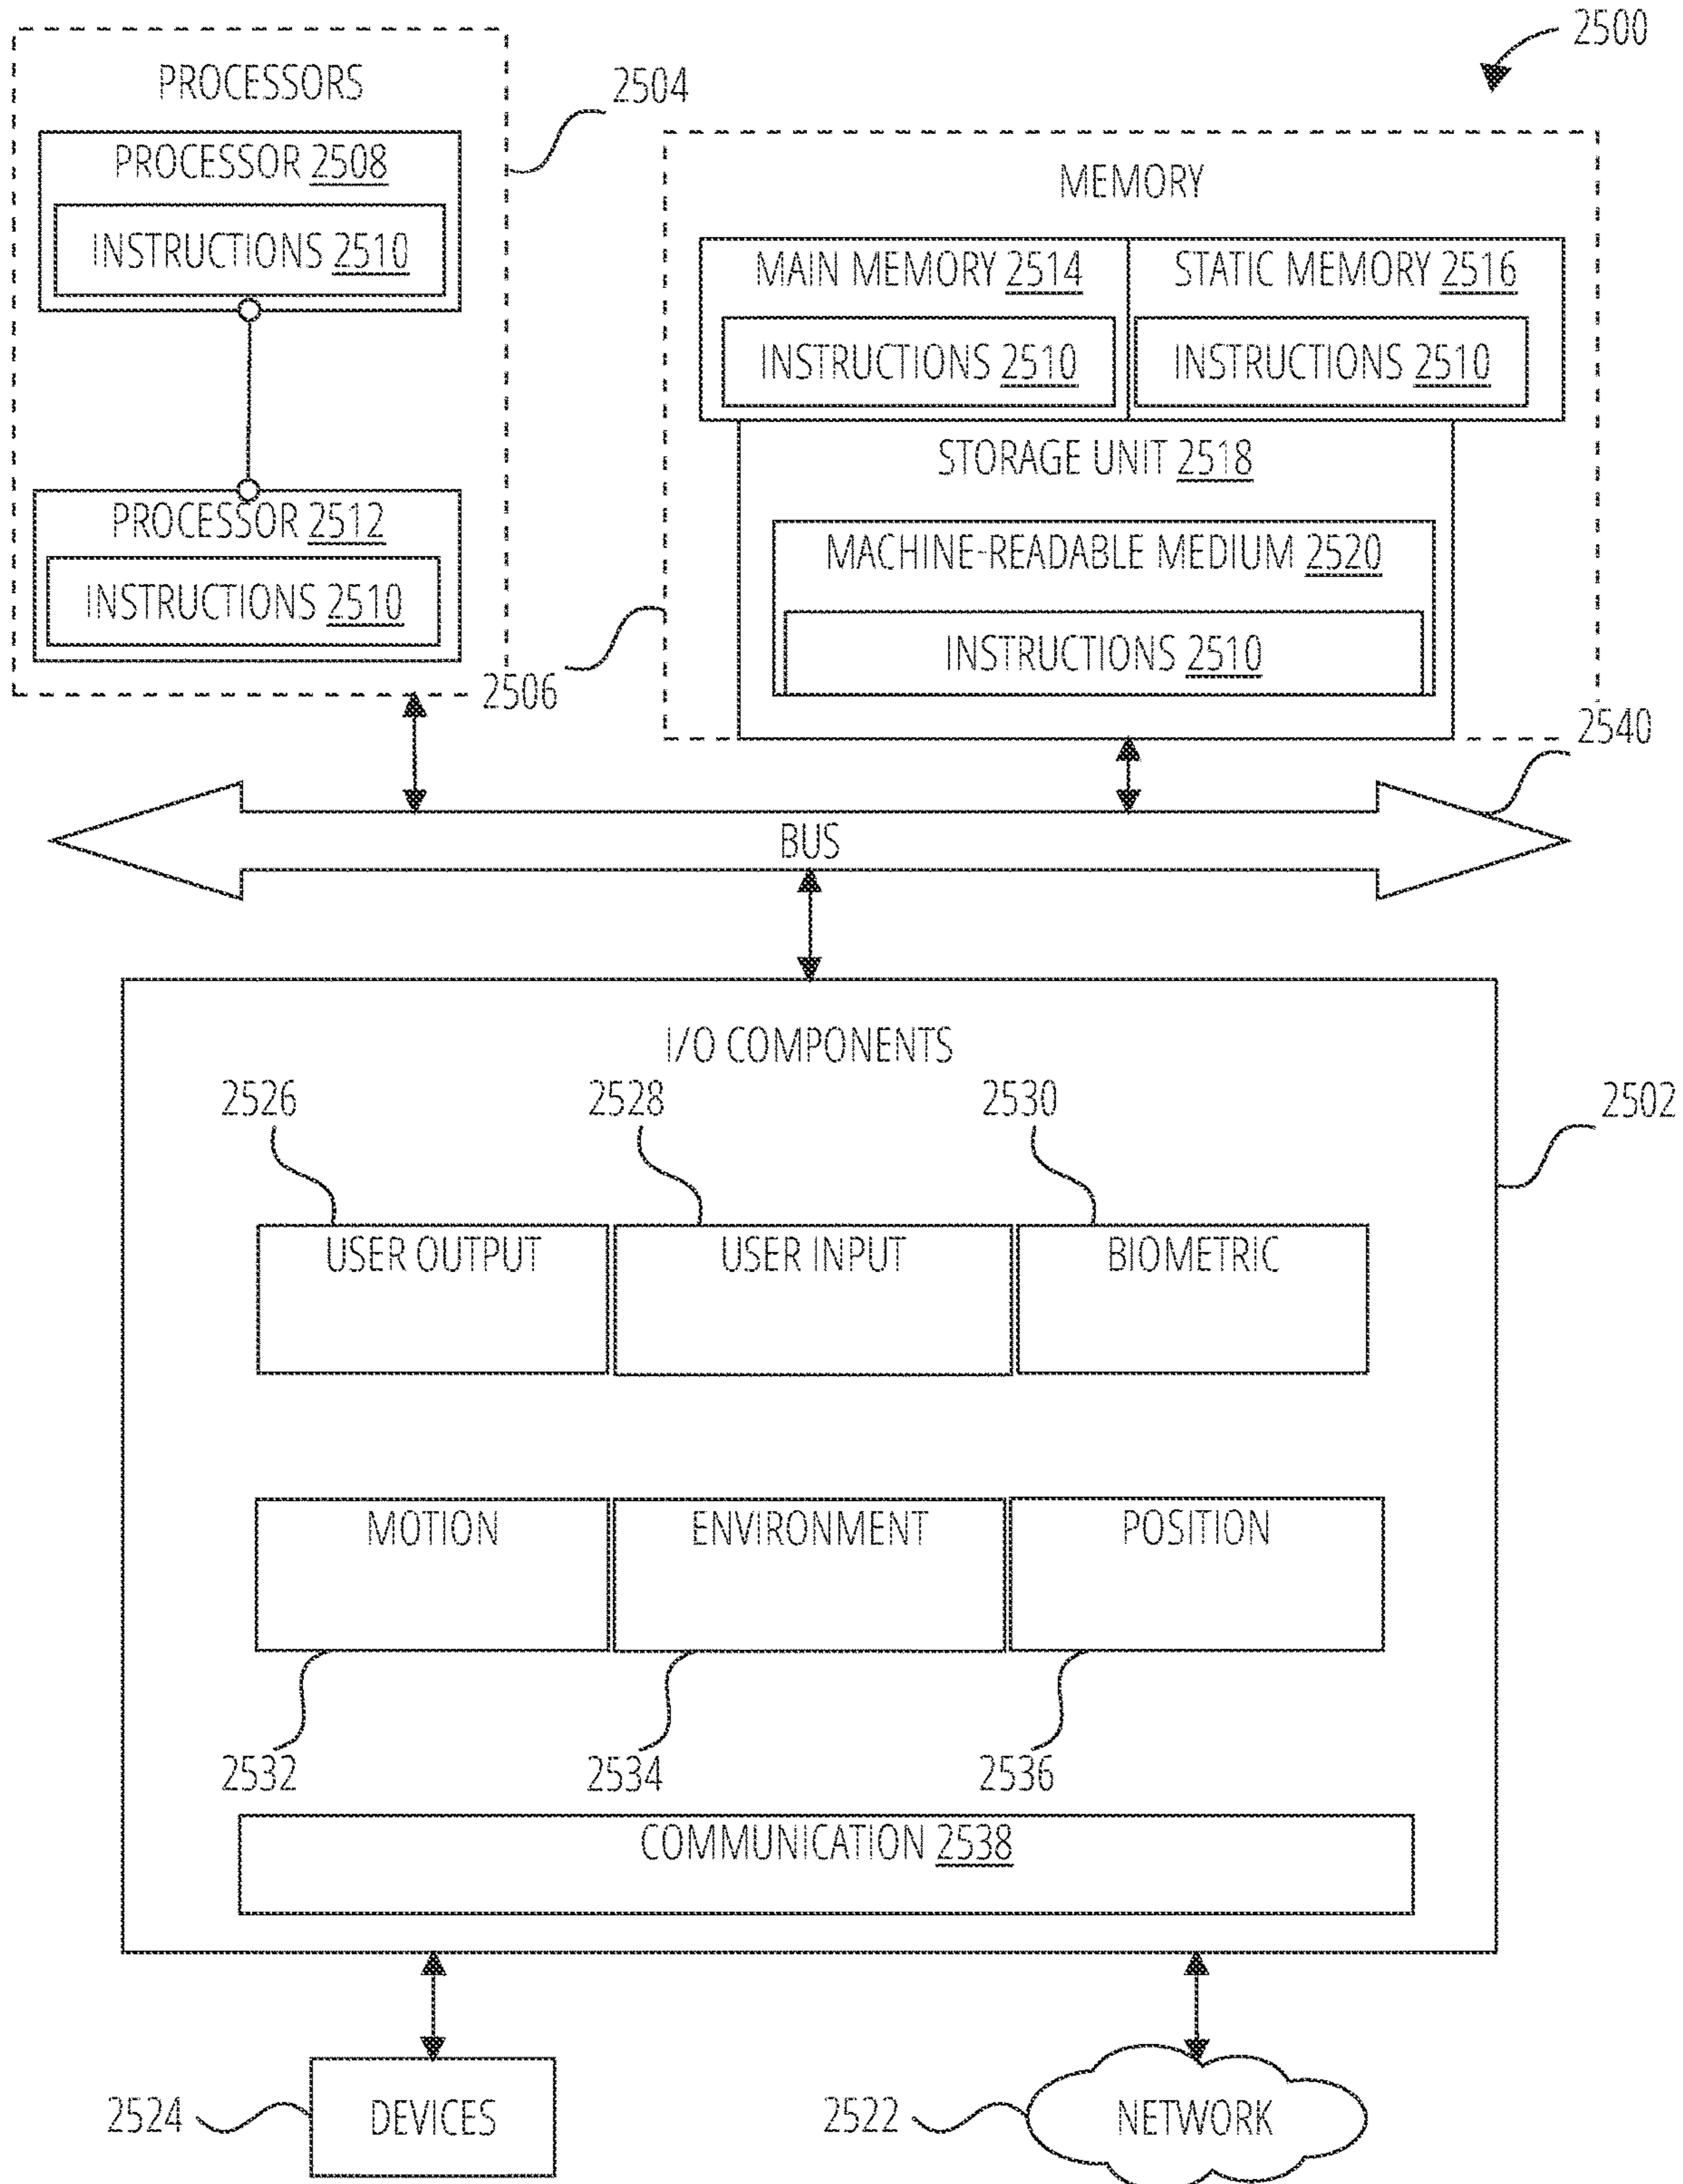 2500
PROCESSORS
2504
PROCESSOR 2508
INSTRUCTIONS 2510
PROCESSOR 2512
INSTRUCTIONS 2510
MEMORY
MAIN MEMORY 2514
INSTRUCTIONS 2510
STATIC MEMORY 2516
INSTRUCTIONS 2510
STORAGE UNIT 2518
MACHINE-READABLE MEDIUM 2520
INSTRUCTIONS 2510
2506
2540
BUS
I/O COMPONENTS
2502
2526
2528
2530
USER OUTPUT
USER INPUT
BIOMETRIC
MOTION
ENVIRONMENT
POSITION
2532
2534
2536
COMMUNICATION 2538
2524
DEVICES
2522
NETWORK